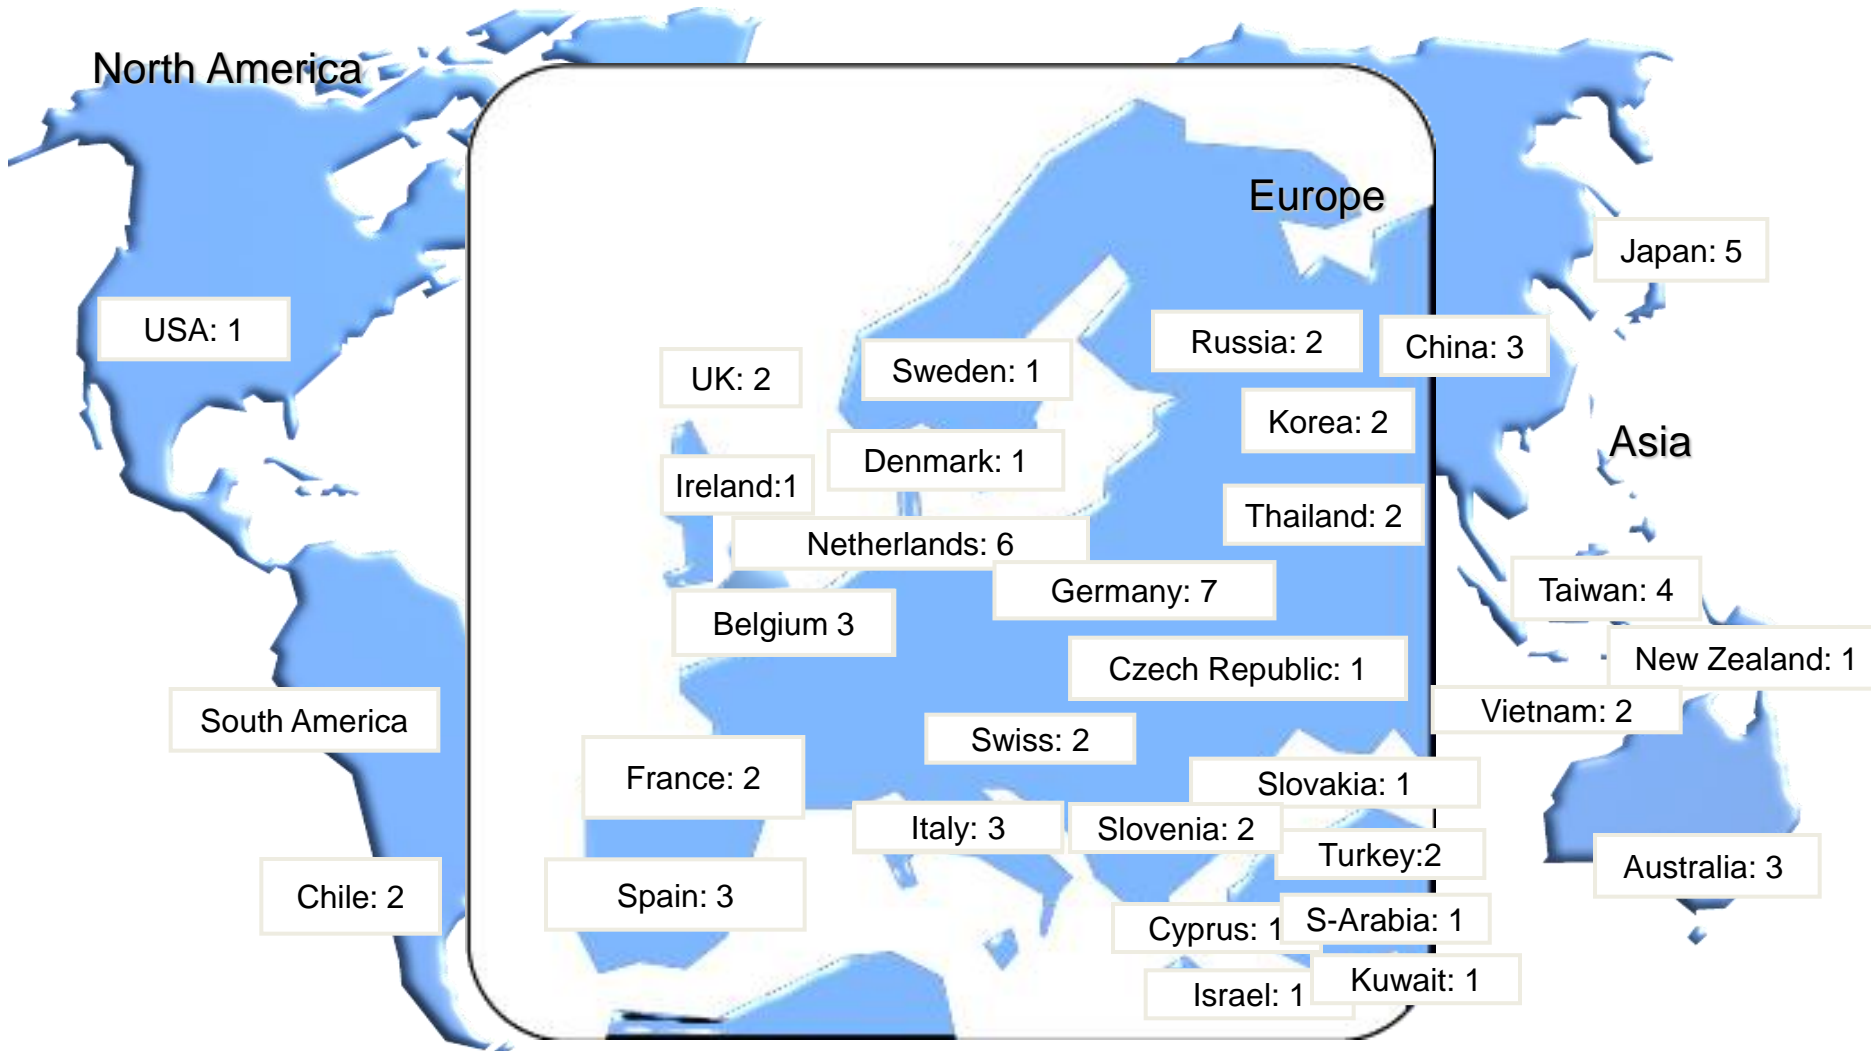 North America
Europe
Japan: 5
USA: 1
Russia: 2
China: 3
UK: 2
Sweden: 1
Korea: 2
Asia
Denmark: 1
Ireland:1
Thailand: 2
Netherlands: 6
Germany: 7
Taiwan: 4
Belgium 3
New Zealand: 1
Czech Republic: 1
South America
Vietnam: 2
Swiss: 2
France: 2
Slovakia: 1
Italy: 3
Slovenia: 2
Turkey:2
Australia: 3
Chile: 2
Spain: 3
Cyprus: 1
S-Arabia: 1
Kuwait: 1
Israel: 1